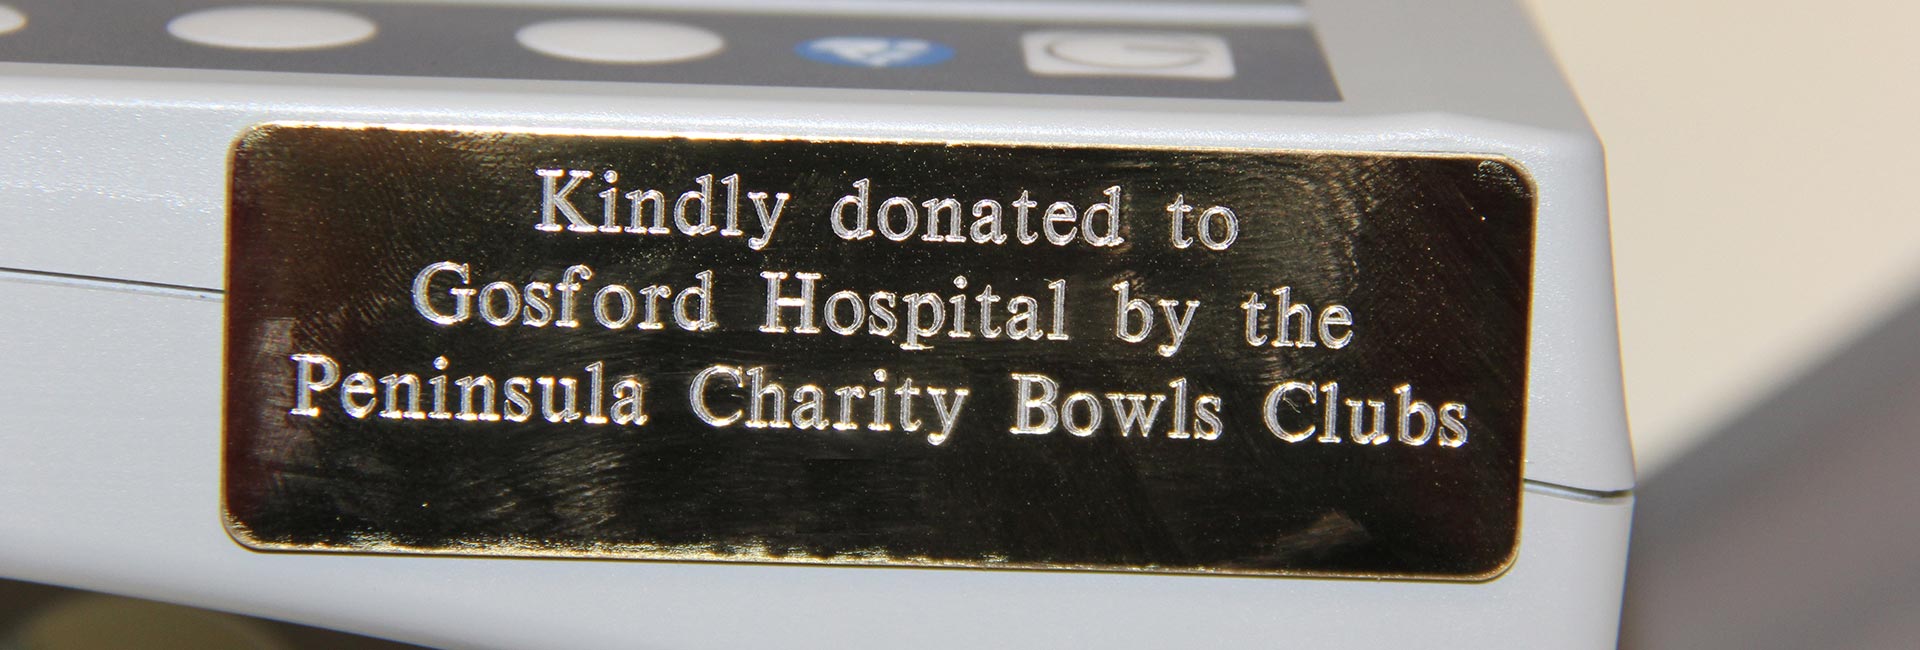 Kindly donated to
Gosford Hospital by the
Peninsula Charity Bowls Clubs